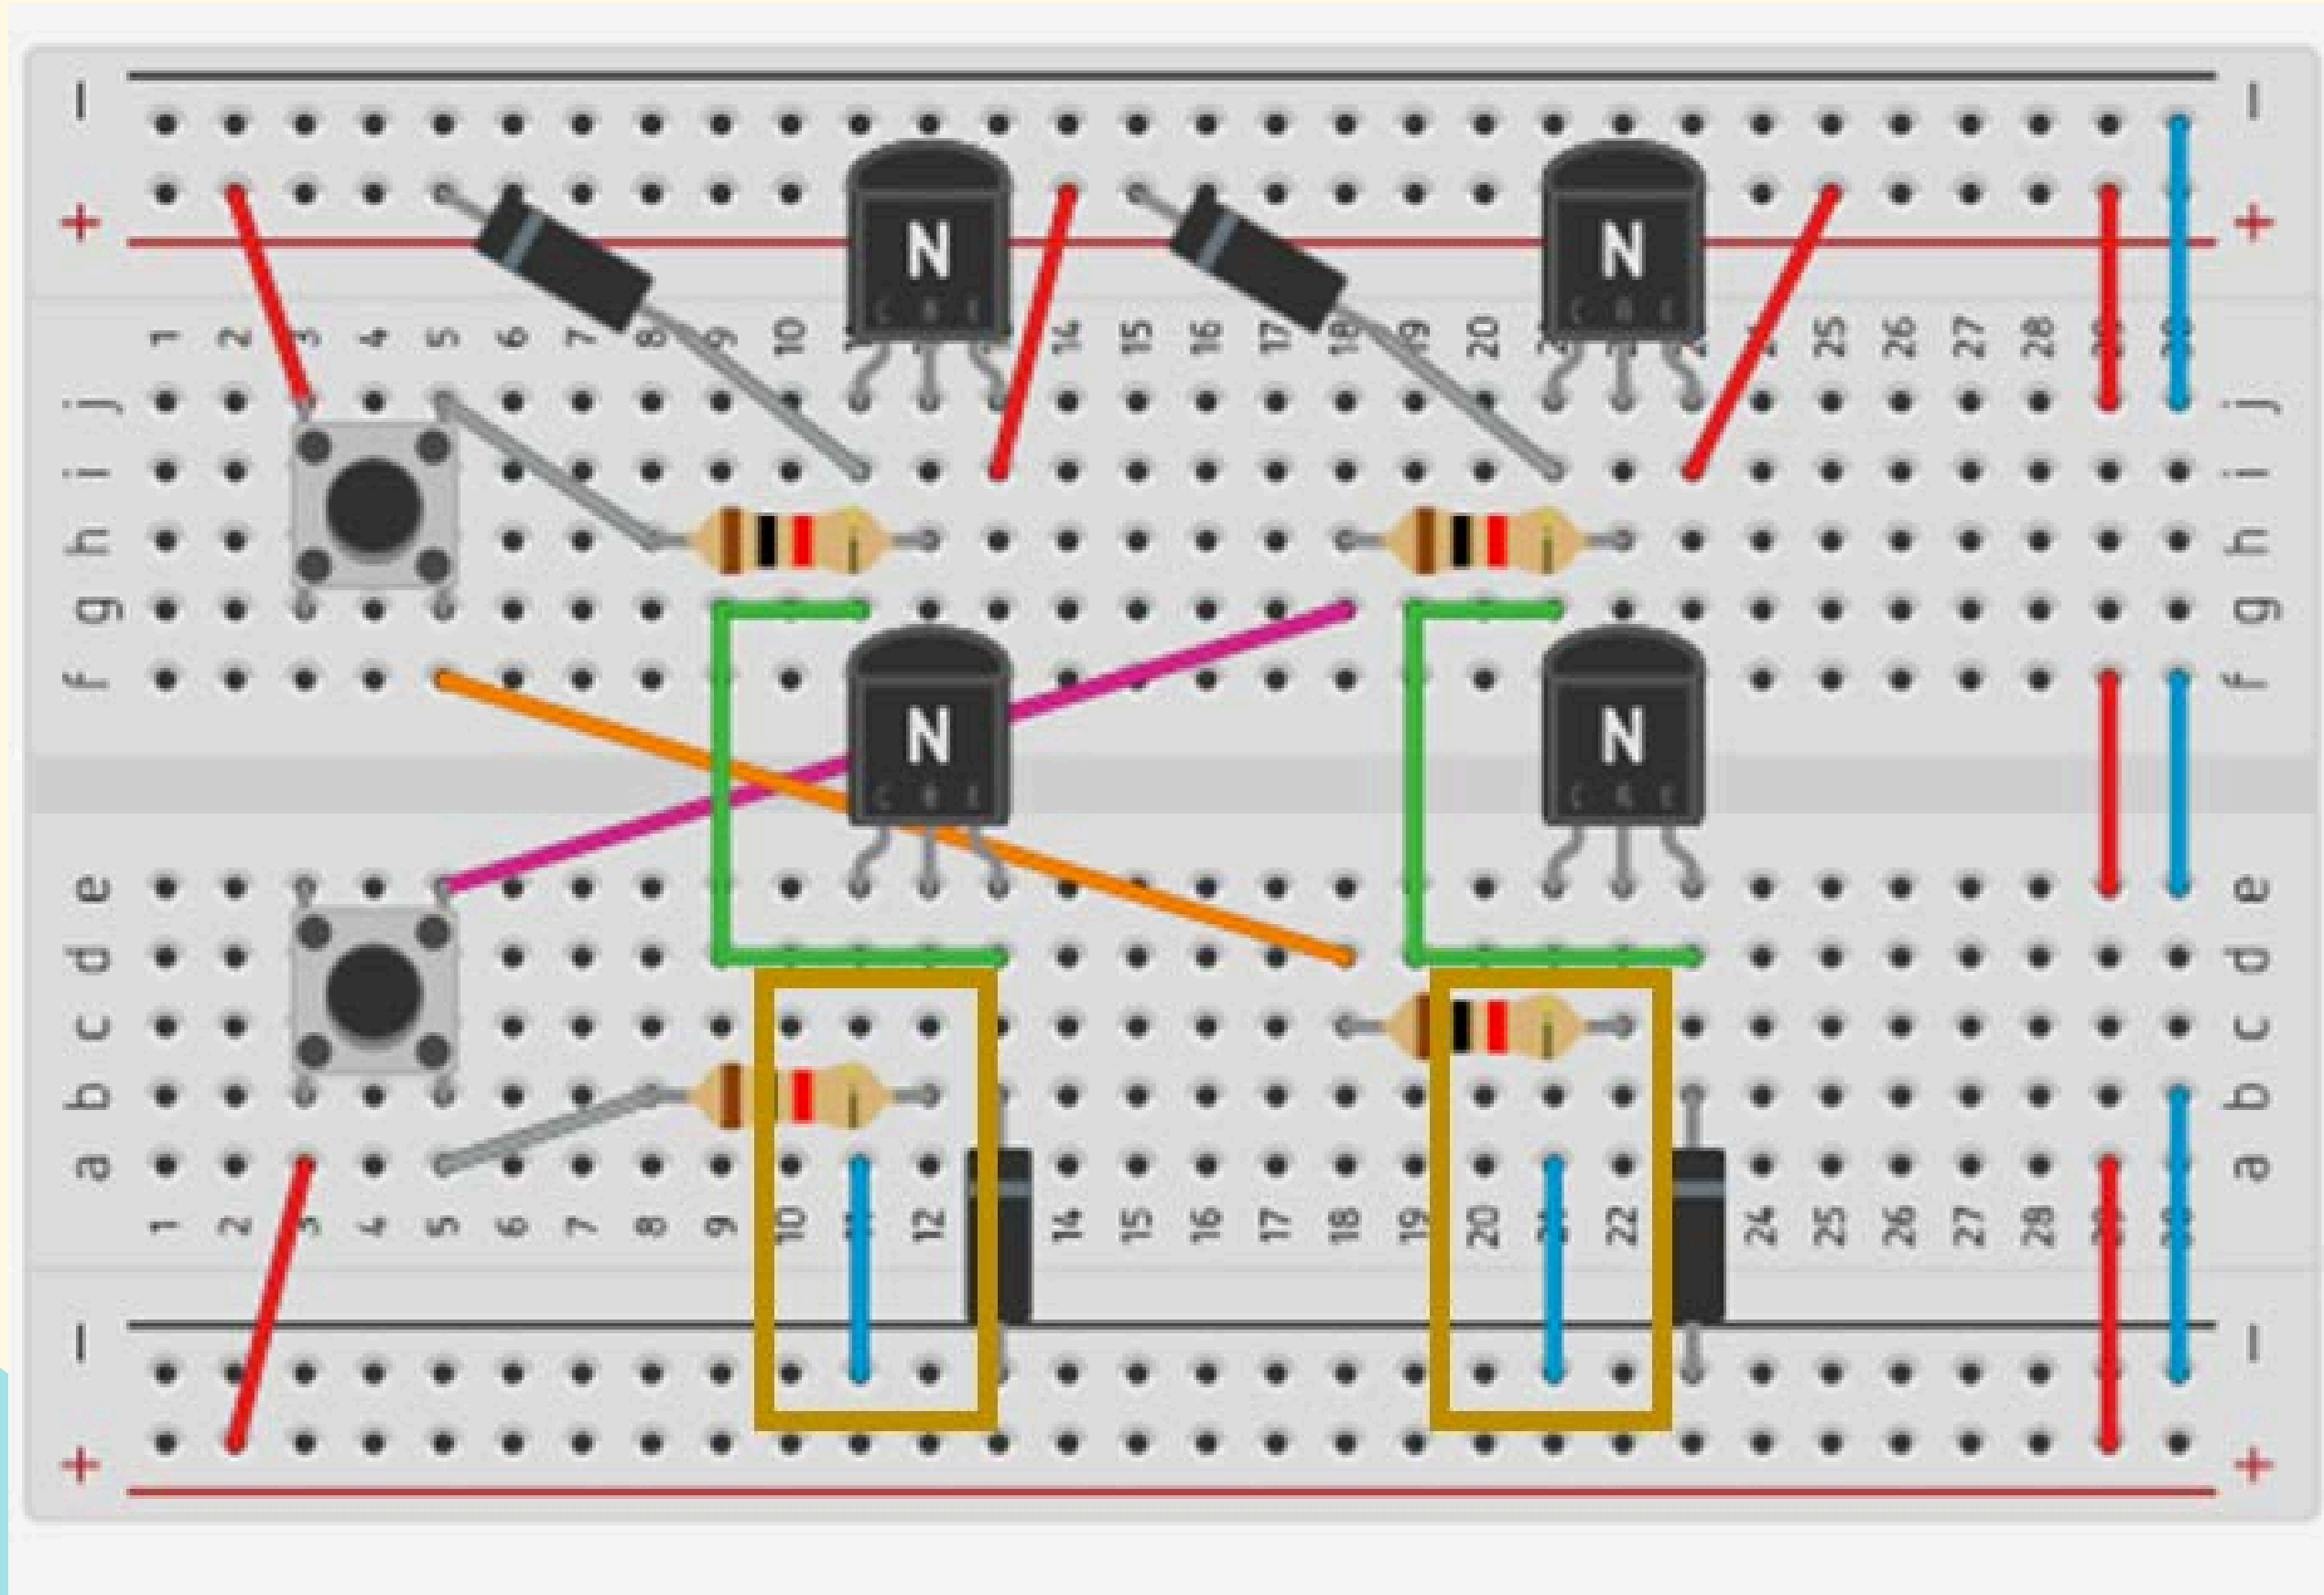 − −
+ +
1 2 3 4 5 6 7 8 9 10 14 15 16 17 18 19 20 25 26 27 28
N N
C B E C B E
j j
i i
h h
g g
f f
N N
C B E C B E
e e
d d
c c
b b
a a
1 2 3 4 5 6 7 8 9 10 12 14 15 16 17 18 19 20 22 24 25 26 27 28
− −
+ +